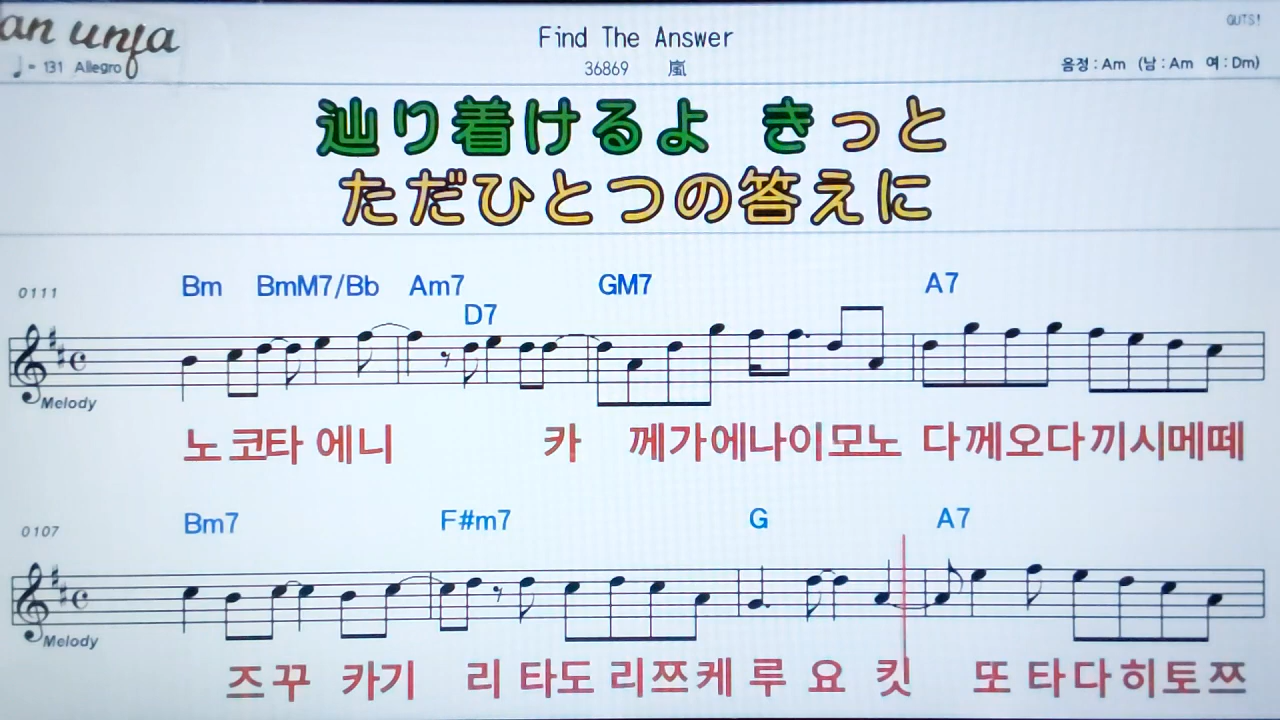 an unja
QUTS!
Find The Answer
♩= 131 Allegro
36869 嵐
음정 : Am (남 : Am 여 : Dm)
辿り着けるよ きっと
ただひとつの答えに
0111
Bm BmM7/Bb Am7 D7 GM7 A7
Melody
노 코타 에니 카 께가에나이모노 다께오다끼시메떼
0107
Bm7 F#m7 G A7
Melody
즈꾸 카기 리 타도 리쯔케 루 요 킷 또 타다히토쯔